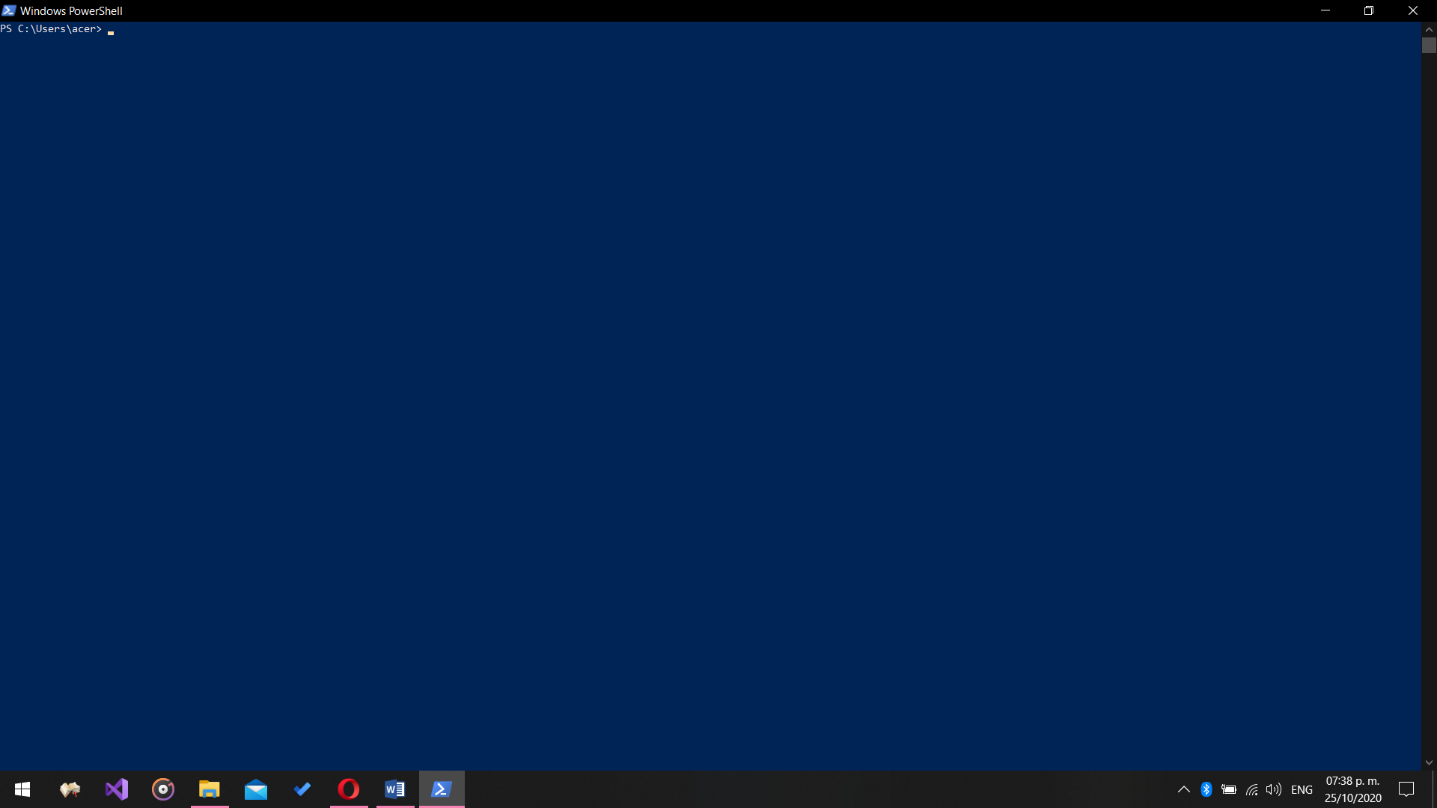 Windows PowerShell
PS C:\Users\acer>
ENG
07:38 p. m.
25/10/2020